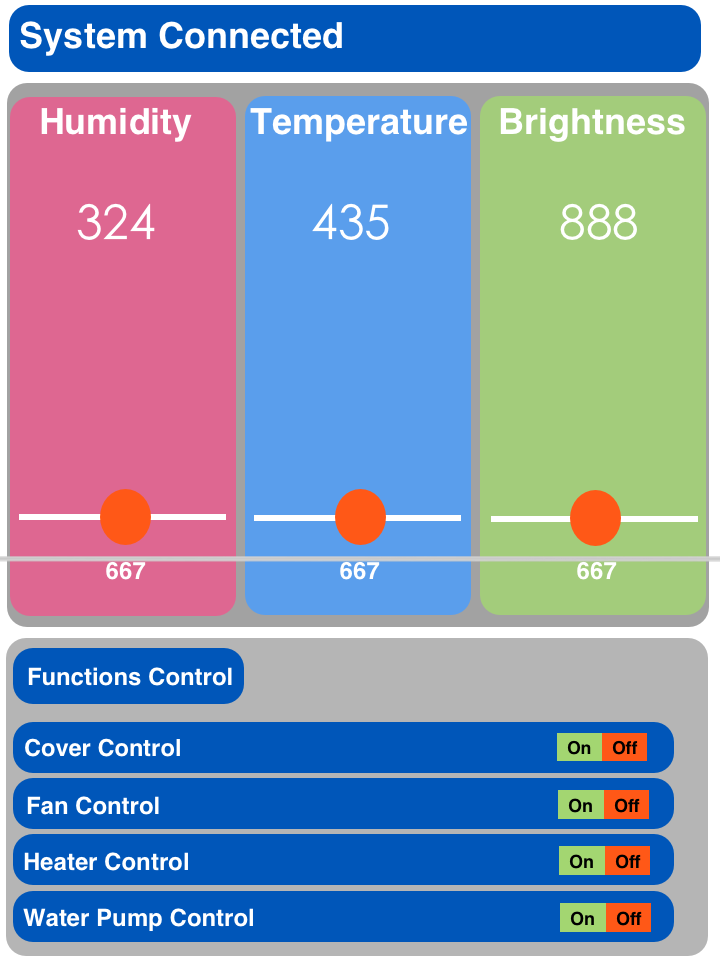 System Connected
Humidity Temperature Brightness
324 435 888
667 667 667
Functions Control
Cover Control On Off
Fan Control On Off
Heater Control On Off
Water Pump Control On Off